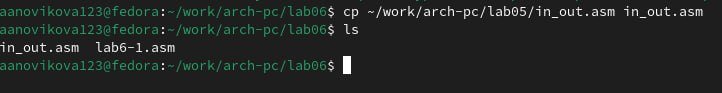 aanovikova123@fedora:~/work/arch-pc/lab06$ cp ~/work/arch-pc/lab05/in_out.asm in_out.asm
aanovikova123@fedora:~/work/arch-pc/lab06$ ls
in_out.asm  lab6-1.asm
aanovikova123@fedora:~/work/arch-pc/lab06$